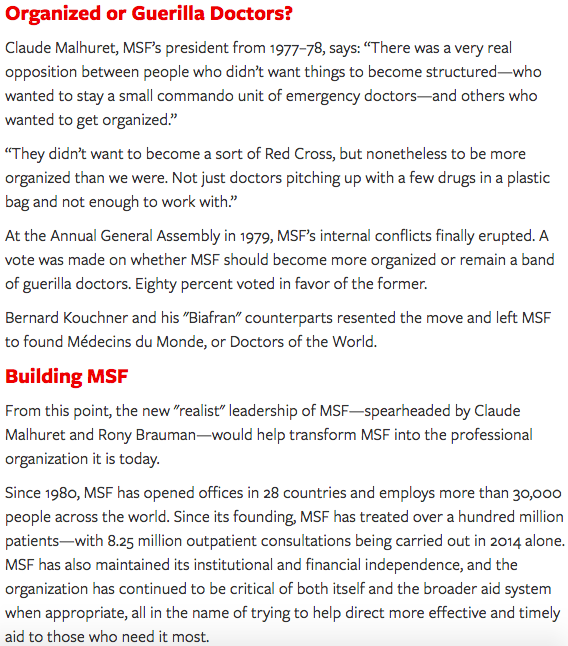 Organized or Guerilla Doctors?
Claude Malhuret, MSF’s president from 1977–78, says: “There was a very real
opposition between people who didn’t want things to become structured—who
wanted to stay a small commando unit of emergency doctors—and others who
wanted to get organized.”
“They didn’t want to become a sort of Red Cross, but nonetheless to be more
organized than we were. Not just doctors pitching up with a few drugs in a plastic
bag and not enough to work with.”
At the Annual General Assembly in 1979, MSF’s internal conflicts finally erupted. A
vote was made on whether MSF should become more organized or remain a band
of guerilla doctors. Eighty percent voted in favor of the former.
Bernard Kouchner and his "Biafran" counterparts resented the move and left MSF
to found Médecins du Monde, or Doctors of the World.
Building MSF
From this point, the new "realist" leadership of MSF—spearheaded by Claude
Malhuret and Rony Brauman—would help transform MSF into the professional
organization it is today.
Since 1980, MSF has opened offices in 28 countries and employs more than 30,000
people across the world. Since its founding, MSF has treated over a hundred million
patients—with 8.25 million outpatient consultations being carried out in 2014 alone.
MSF has also maintained its institutional and financial independence, and the
organization has continued to be critical of both itself and the broader aid system
when appropriate, all in the name of trying to help direct more effective and timely
aid to those who need it most.